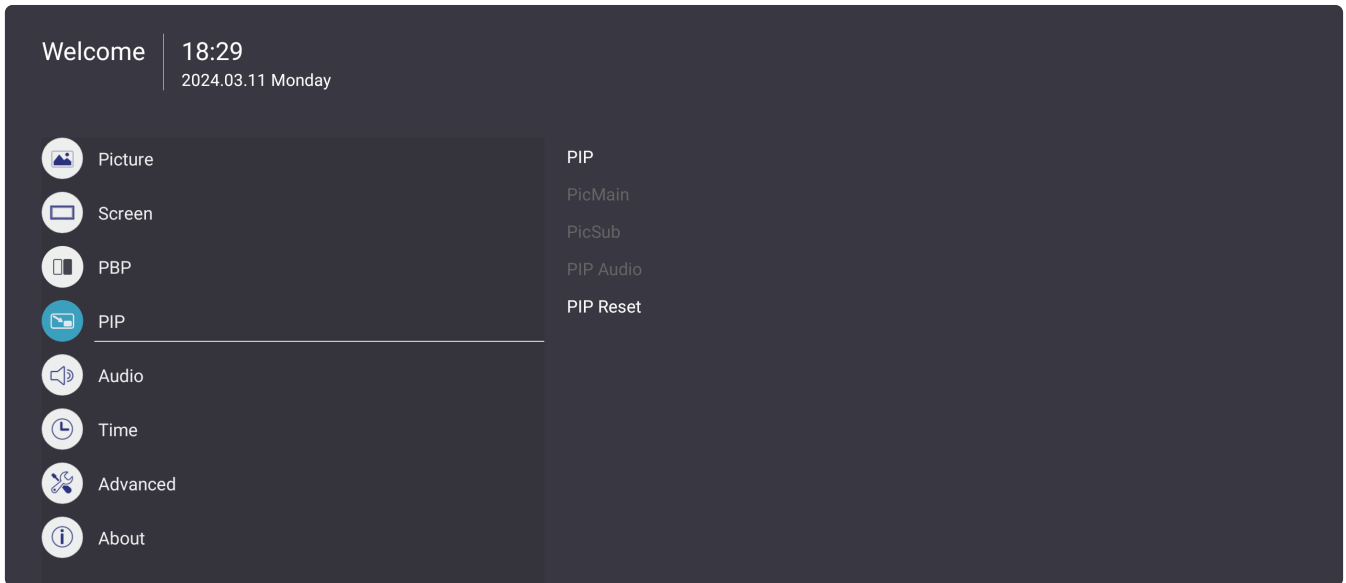 Welcome
18:29
2024.03.11 Monday
Picture
Screen
PBP
PIP
Audio
Time
Advanced
About
PIP
PicMain
PicSub
PIP Audio
PIP Reset